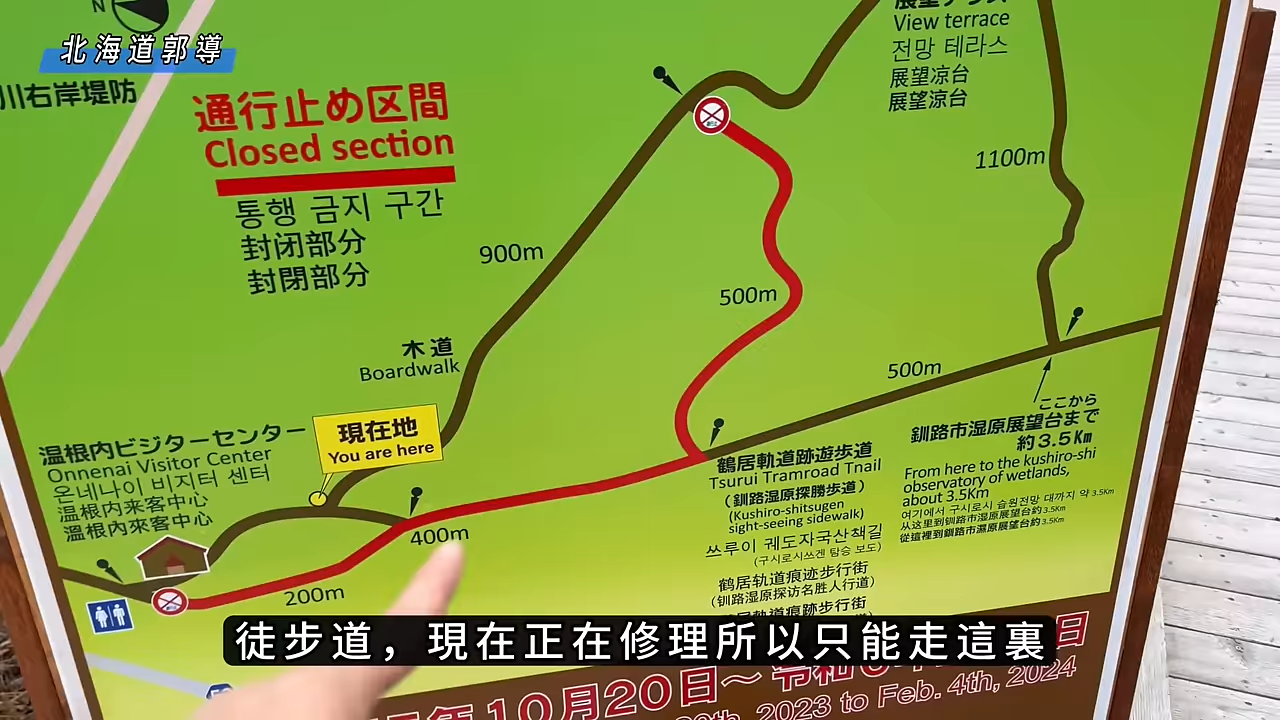 N
北海道郭導
川右岸堤防
通行止め区間
Closed section
통행 금지 구간
封闭部分
封閉部分
View terrace
전망 테라스
展望凉台
展望涼台
1100m
900m
500m
木道
Boardwalk
500m
現在地
You are here
温根内ビジターセンター
Onnenai Visitor Center
온네나이 비지터 센터
温根内来客中心
溫根内來客中心
400m
200m
鶴居軌道跡遊歩道
Tsurui Tramroad Tnail
(釧路湿原探勝歩道)
(Kushiro-shitsugen
sight-seeing sidewalk)
쓰루이 궤도자국산책길
(구시로시쓰겐 탐승 보도)
鹤居轨道痕迹步行街
(钏路湿原探访名胜人行道)
軌道痕跡步行街
ここから
釧路市湿原展望台まで
約3.5Km
From here to the kushiro-shi
observatory of wetlands,
about 3.5Km
여기에서 구시로시 습원전망 대까지 약 3.5Km
从这里到钏路市湿原展望台约3.5Km
從這裡到釧路市濕原展望台約3.5Km
徒步道，現在正在修理所以只能走這裏
年10月20日～
日
2023 to Feb. 4th, 2024